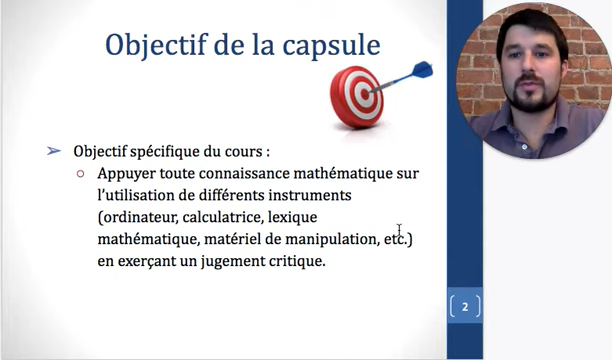 Objectif de la capsule
Objectif spécifique du cours :
Appuyer toute connaissance mathématique sur
l'utilisation de différents instruments
(ordinateur, calculatrice, lexique
mathématique, matériel de manipulation, etc.)
en exerçant un jugement critique.
2